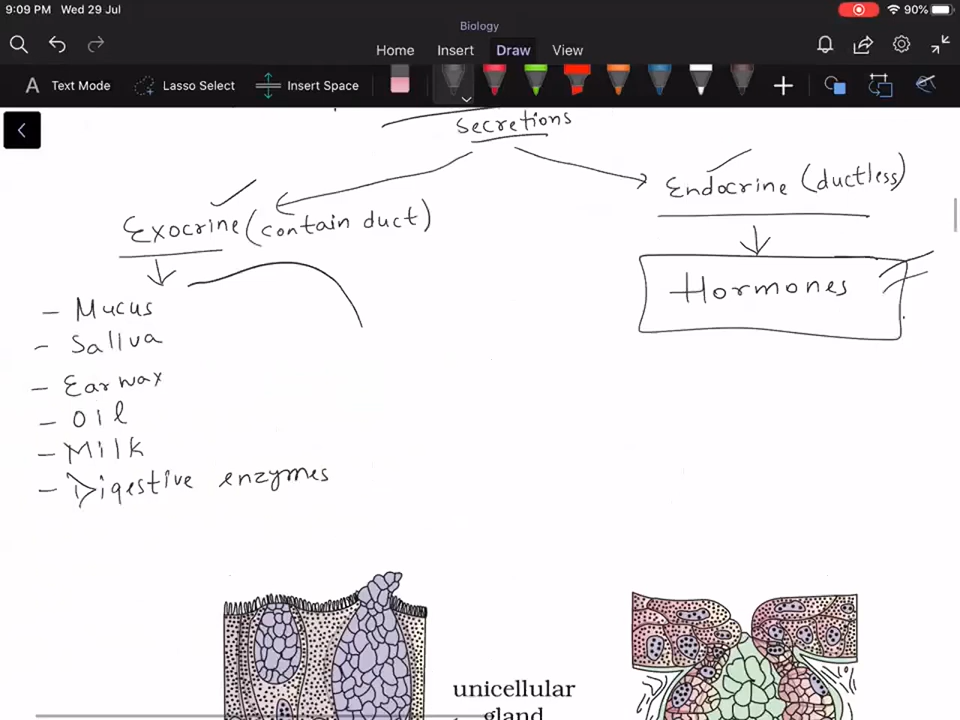 9:09 PM Wed 29 Jul
90%
Biology
Home Insert Draw View
A Text Mode Lasso Select Insert Space
Secretions
Exocrine (contain duct)
Endocrine (ductless)
Hormones
- Mucus
- Saliva
- Earwax
- Oil
- Milk
- Digestive enzymes
unicellular
gland